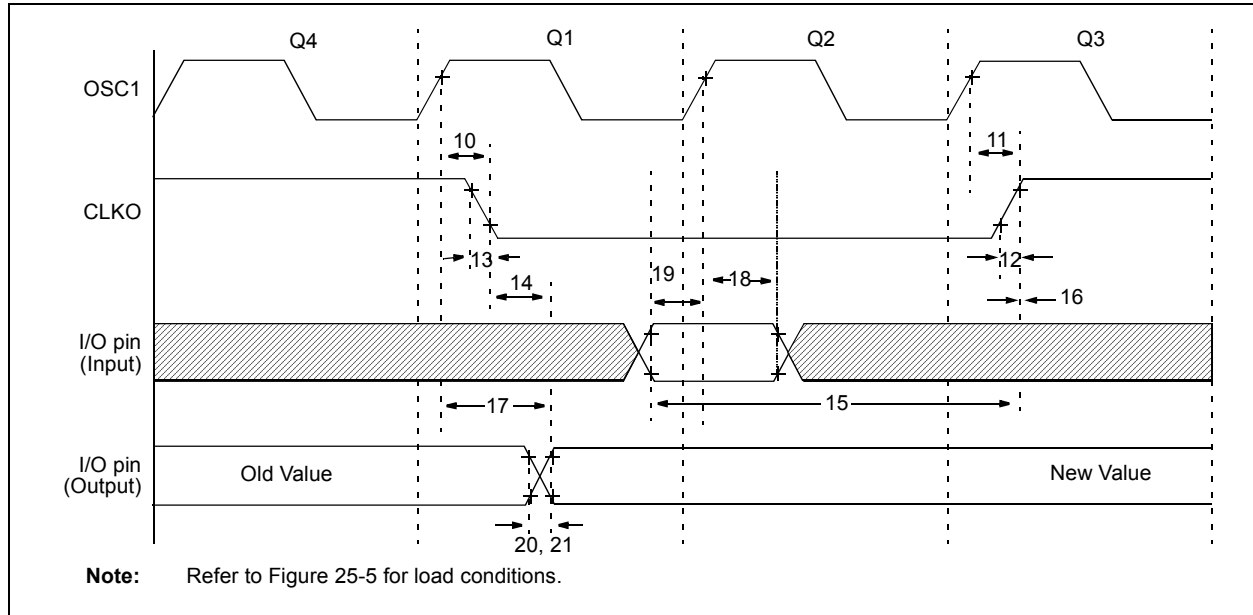 Q4 Q1 Q2 Q3
OSC1
10 11
CLKO
13 12
14 19 18 16
I/O pin
(Input)
17 15
I/O pin
(Output)
Old Value New Value
20, 21
Note: Refer to Figure 25-5 for load conditions.